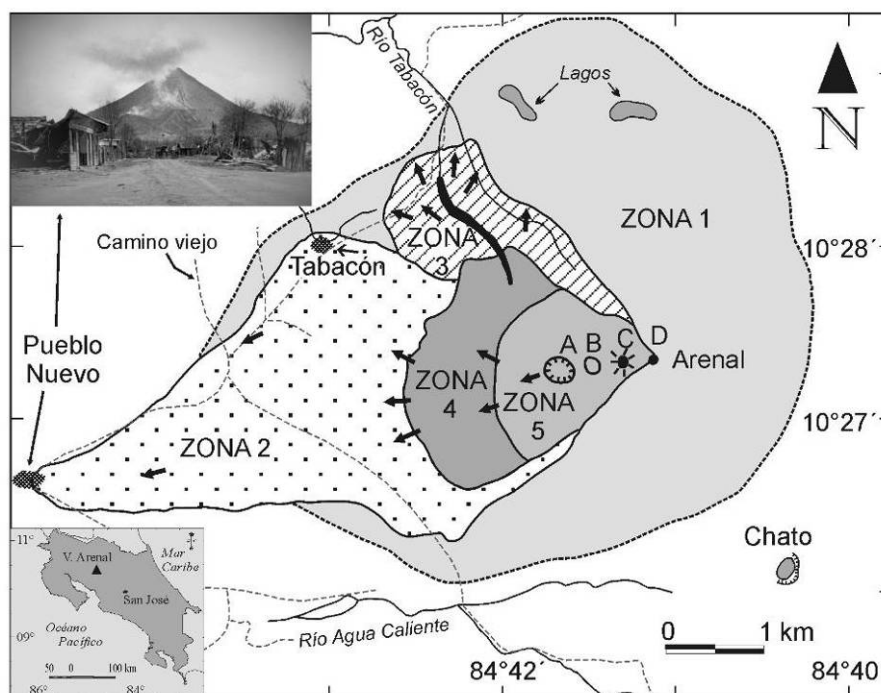 Río Tabacón
Lagos
N
ZONA 1
Camino viejo
ZONA
3
10°28´
Tabacón
Pueblo
Nuevo
A
B
C
D
Arenal
ZONA
4
ZONA
5
10°27´
ZONA 2
Chato
11°
V. Arenal
Mar
Caribe
San José
Océano
Pacífico
09°
50 0 100 km
86°
84°
Río Agua Caliente
0 1 km
84°42´
84°40´